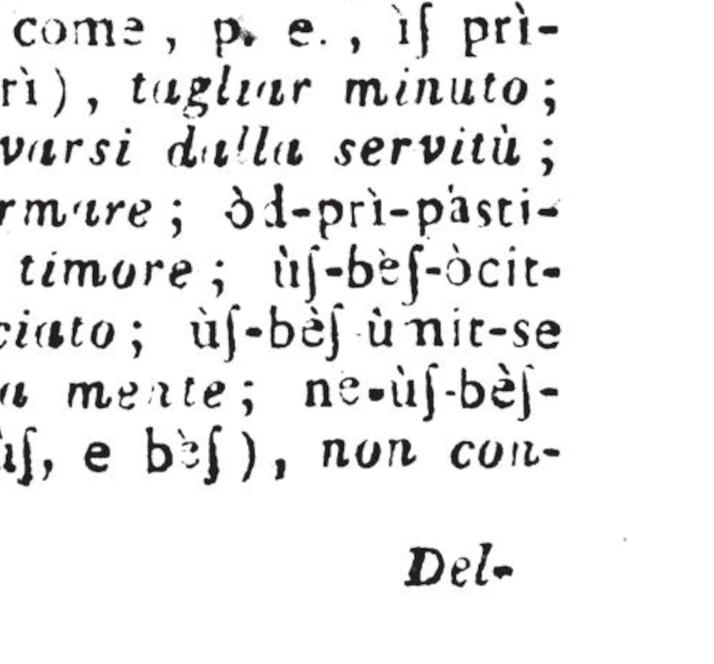 come, p. e., ìſ prì-
rì), tagliar minuto;
varsi dalla servitù;
rmare; òd-prì-pàsti-
timore; ùſ-bèſ-òcit-
ciato; ùſ-bèſ-ùnit-se
a mente; ne-ùſ-bèſ-
ùſ, e bèſ), non con-
Del-